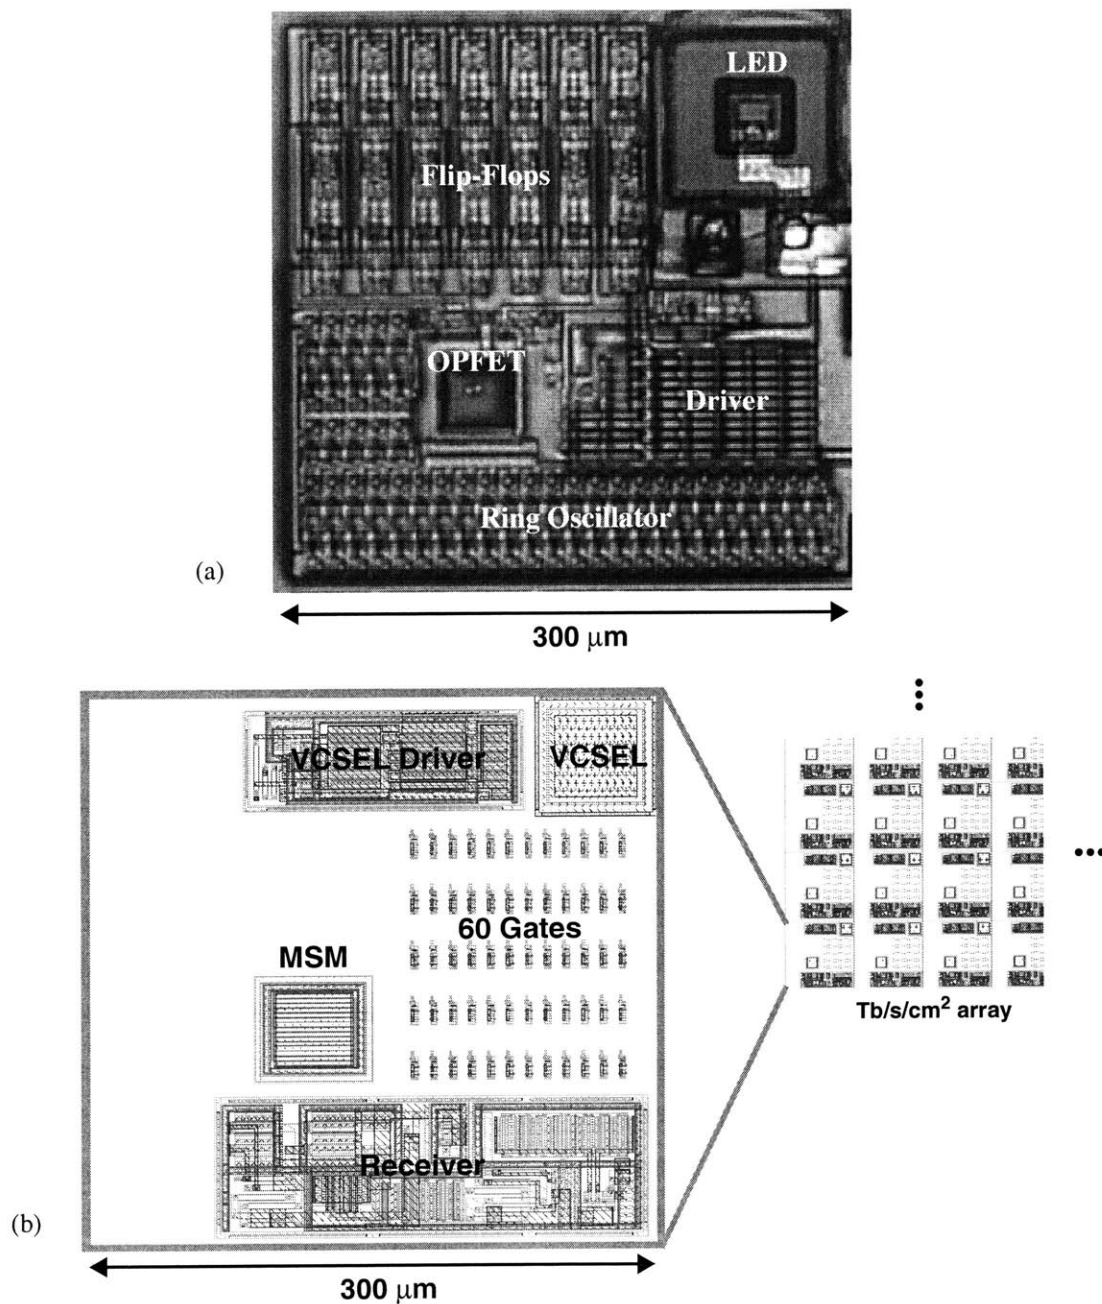 LED
Flip-Flops
OPFET
Driver
Ring Oscillator
(a)
300 μm
VCSEL Driver
VCSEL
60 Gates
MSM
Receiver
Tb/s/cm²  array
(b)
300 μm